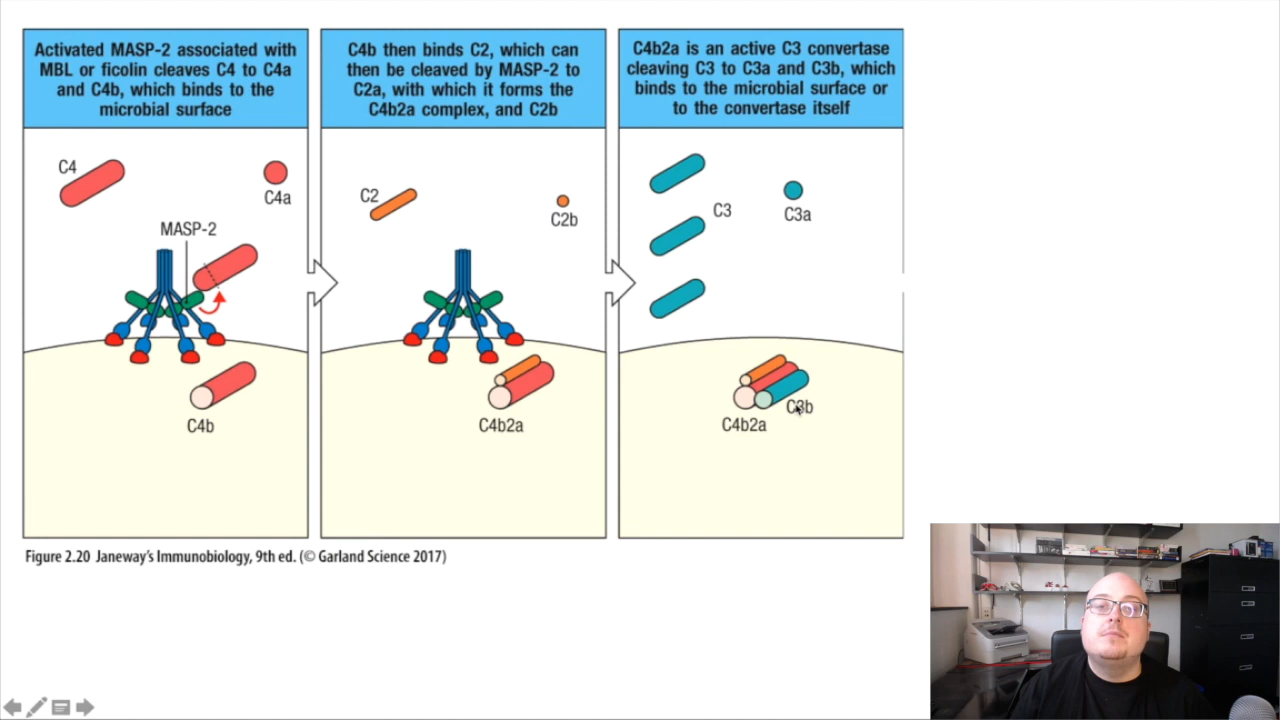 Activated MASP-2 associated with
MBL or ficolin cleaves C4 to C4a
and C4b, which binds to the
microbial surface
C4
C4a
MASP-2
C4b
C4b then binds C2, which can
then be cleaved by MASP-2 to
C2a, with which it forms the
C4b2a complex, and C2b
C2
C2b
C4b2a
C4b2a is an active C3 convertase
cleaving C3 to C3a and C3b, which
binds to the microbial surface or
to the convertase itself
C3
C3a
C3b
C4b2a
Figure 2.20 Janeway’s Immunobiology, 9th ed. (© Garland Science 2017)